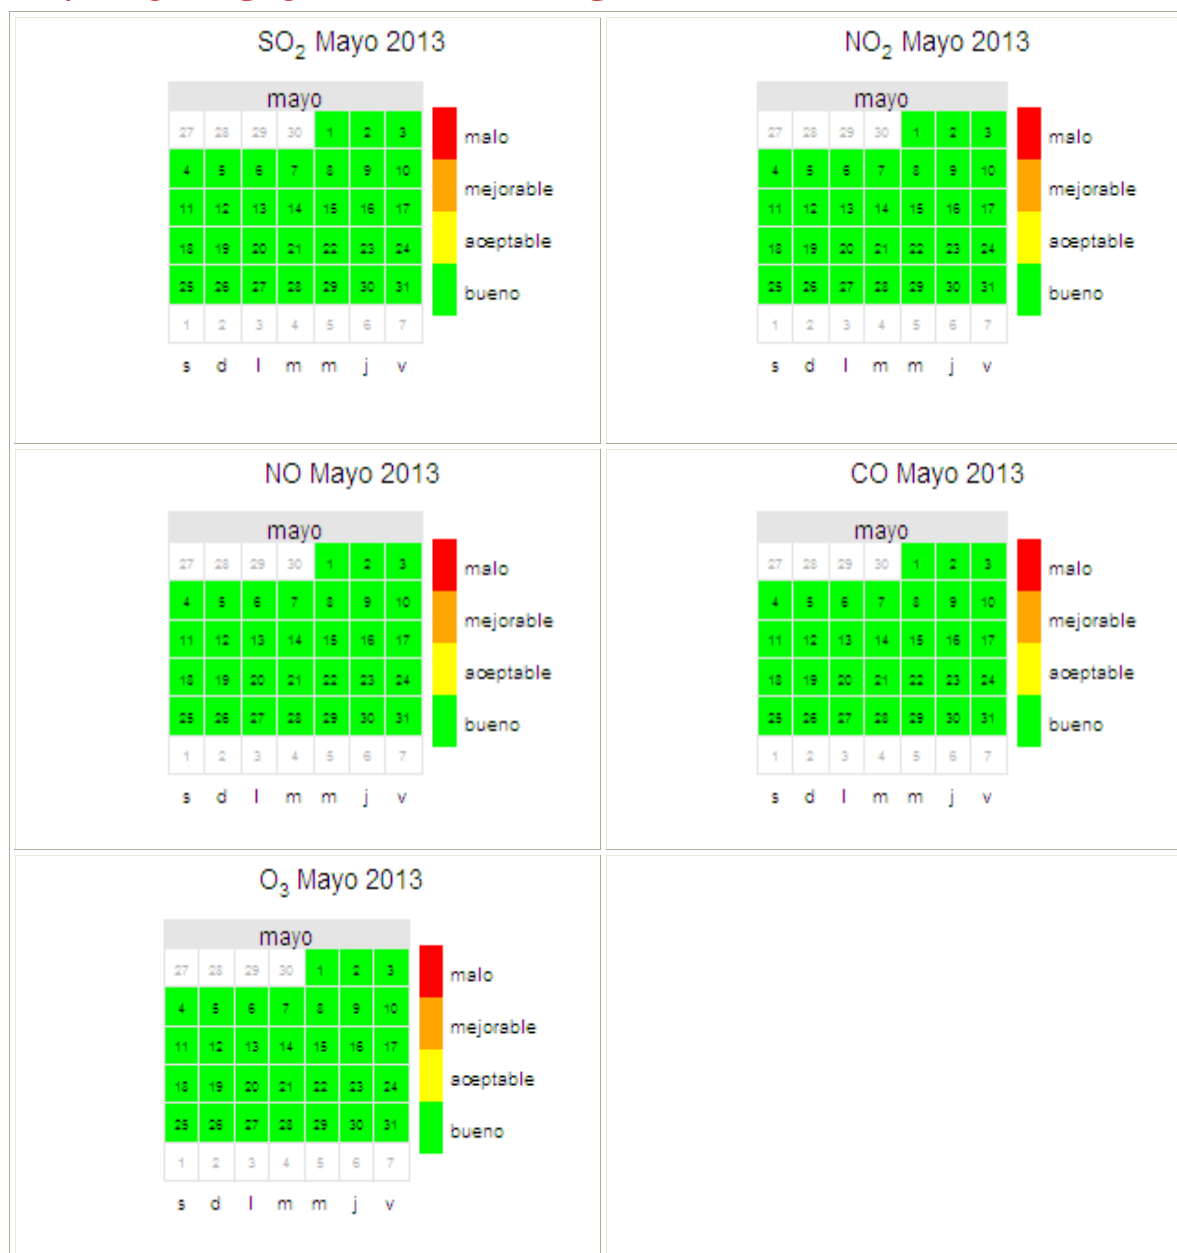 SO2 Mayo 2013
mayo
27 28 29 30 1 2 3
4 5 6 7 8 9 10
11 12 13 14 15 16 17
18 19 20 21 22 23 24
25 26 27 28 29 30 31
1 2 3 4 5 6 7
s d l m m j v
malo
mejorable
aceptable
bueno
NO2 Mayo 2013
mayo
27 28 29 30 1 2 3
4 5 6 7 8 9 10
11 12 13 14 15 16 17
18 19 20 21 22 23 24
25 26 27 28 29 30 31
1 2 3 4 5 6 7
s d l m m j v
malo
mejorable
aceptable
bueno
NO Mayo 2013
mayo
27 28 29 30 1 2 3
4 5 6 7 8 9 10
11 12 13 14 15 16 17
18 19 20 21 22 23 24
25 26 27 28 29 30 31
1 2 3 4 5 6 7
s d l m m j v
malo
mejorable
aceptable
bueno
CO Mayo 2013
mayo
27 28 29 30 1 2 3
4 5 6 7 8 9 10
11 12 13 14 15 16 17
18 19 20 21 22 23 24
25 26 27 28 29 30 31
1 2 3 4 5 6 7
s d l m m j v
malo
mejorable
aceptable
bueno
O3 Mayo 2013
mayo
27 28 29 30 1 2 3
4 5 6 7 8 9 10
11 12 13 14 15 16 17
18 19 20 21 22 23 24
25 26 27 28 29 30 31
1 2 3 4 5 6 7
s d l m m j v
malo
mejorable
aceptable
bueno